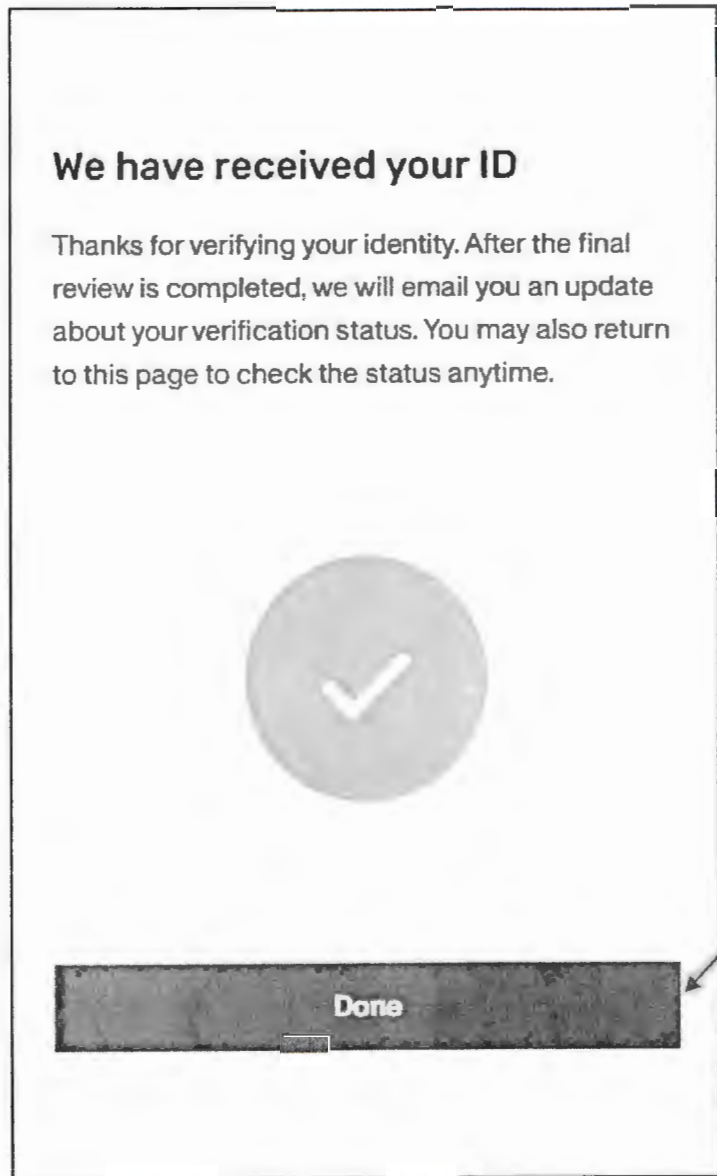 We have received your ID
Thanks for verifying your identity. After the final
review is completed, we will email you an update
about your verification status. You may also return
to this page to check the status anytime.
Done